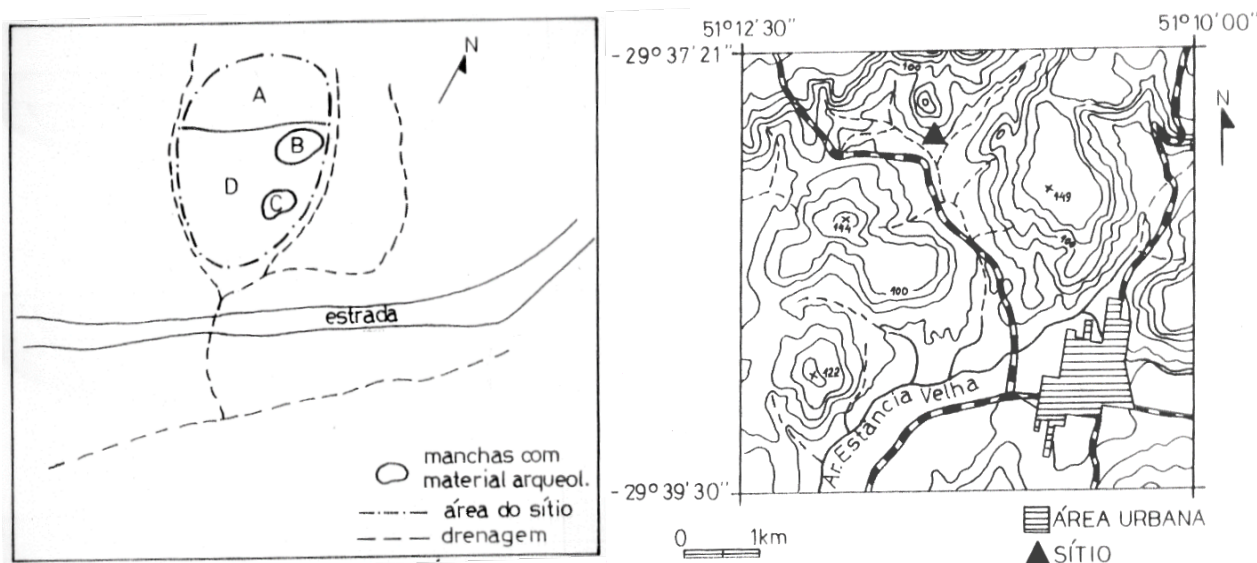 N
A
B
D
C
estrada
manchas com
material arqueol.
área do sítio
drenagem
51° 12' 30"
51° 10' 00"
-29° 37' 21"
100
N
149
144
100
100
122
Ar. Estância Velha
-29° 39' 30"
0 1km
ÁREA URBANA
SÍTIO